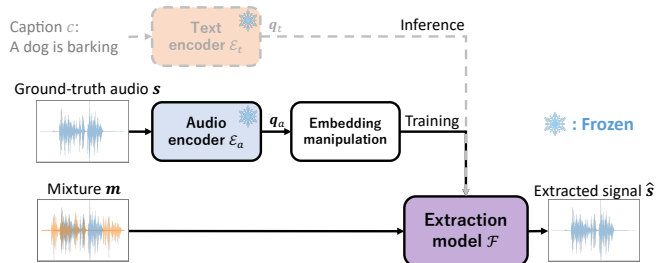 Caption c:
A dog is barking
Text
encoder ℰₜ
qₜ
Inference
Ground-truth audio s
Audio
encoder ℰₐ
qₐ
Embedding
manipulation
Training
: Frozen
Mixture m
Extraction
model ℱ
Extracted signal ŝ